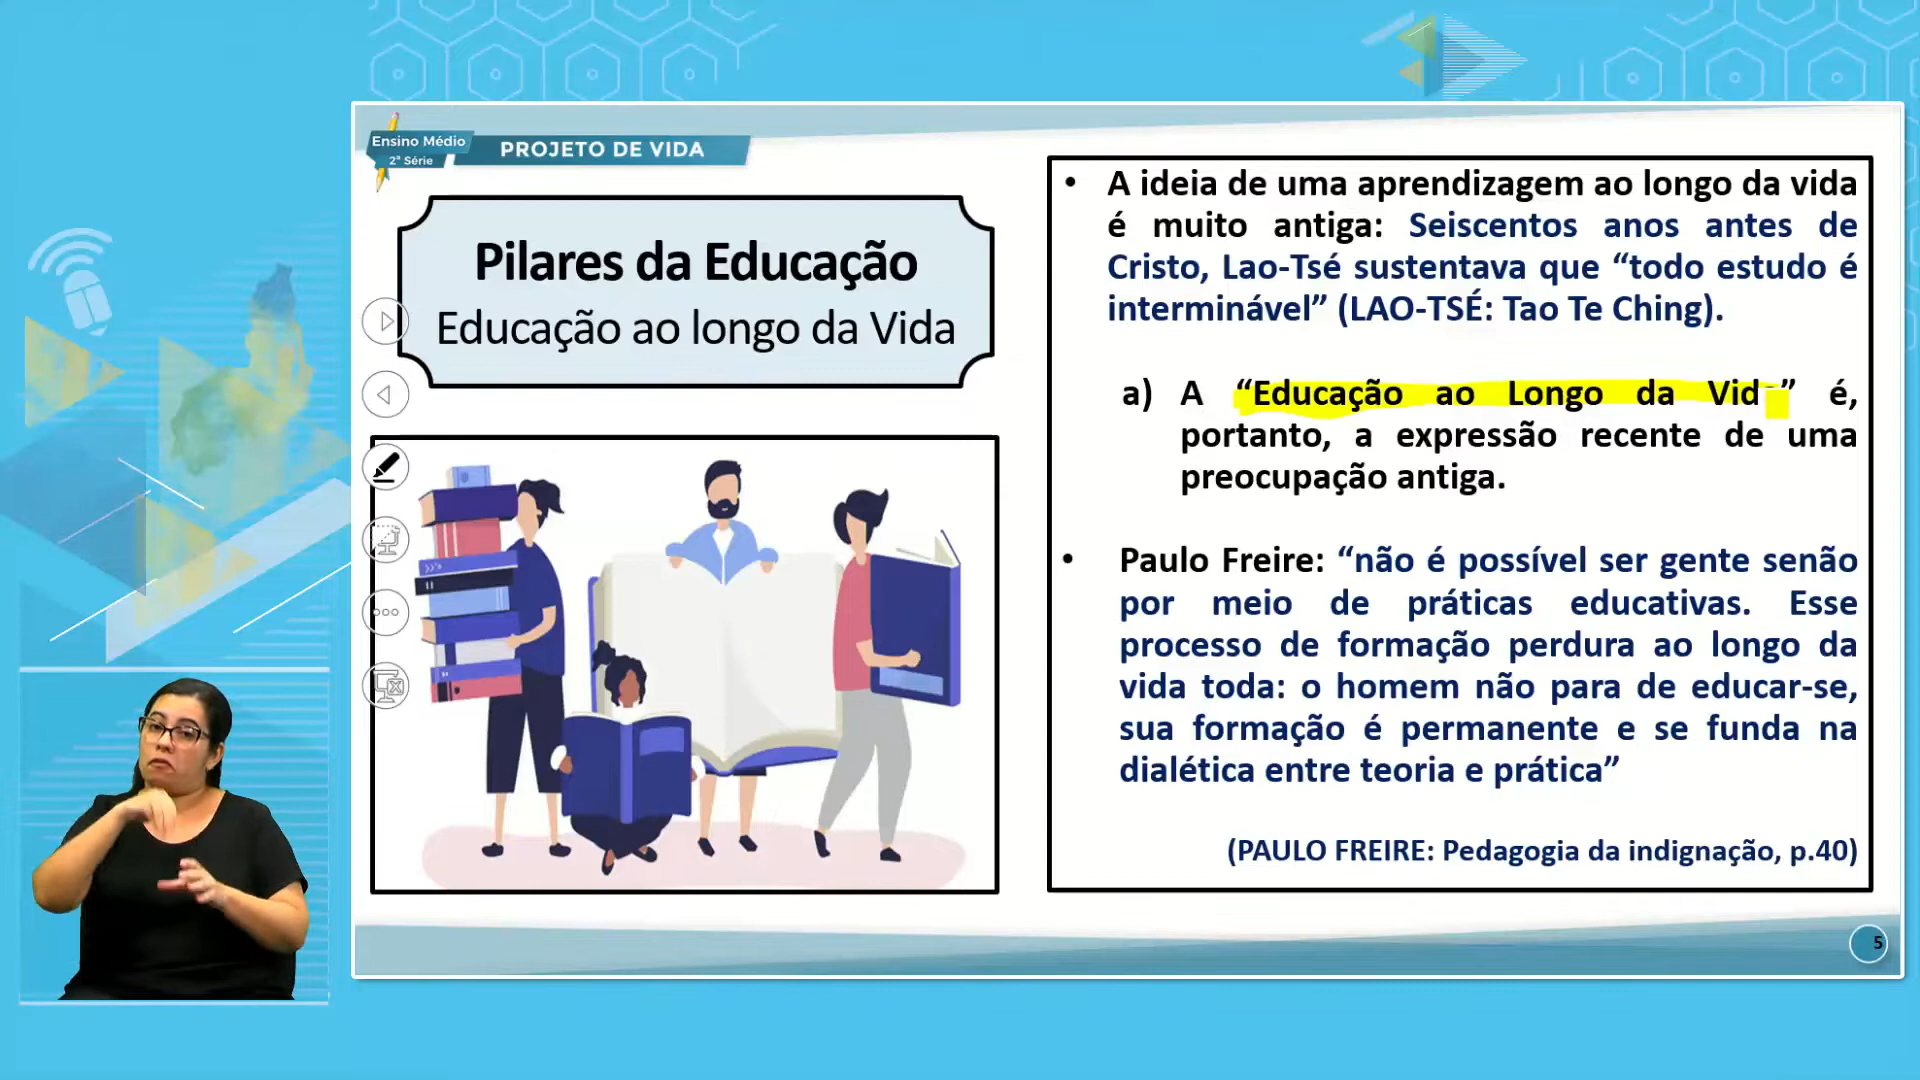 Ensino Médio
2ª Série
PROJETO DE VIDA
Pilares da Educação
Educação ao longo da Vida
• A ideia de uma aprendizagem ao longo da vida
é muito antiga: Seiscentos anos antes de
Cristo, Lao-Tsé sustentava que “todo estudo é
interminável” (LAO-TSÉ: Tao Te Ching).
a) A “Educação ao Longo da Vida” é,
portanto, a expressão recente de uma
preocupação antiga.
• Paulo Freire: “não é possível ser gente senão
por meio de práticas educativas. Esse
processo de formação perdura ao longo da
vida toda: o homem não para de educar-se,
sua formação é permanente e se funda na
dialética entre teoria e prática”
(PAULO FREIRE: Pedagogia da indignação, p.40)
5